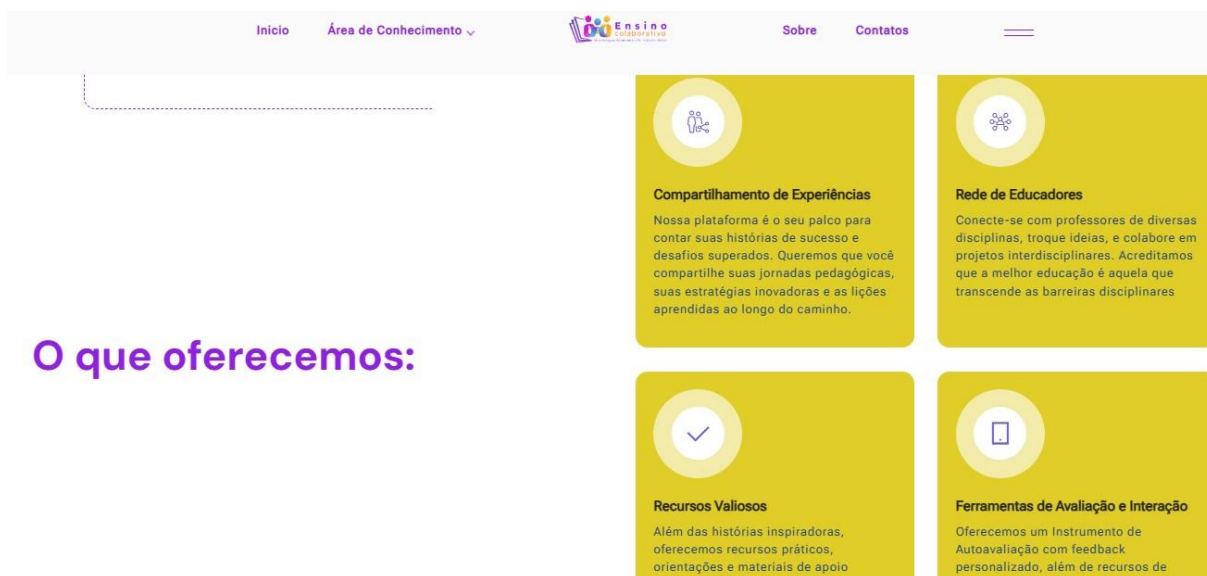 Inicio
Área de Conhecimento
Ensino
colaborativo
Sobre
Contatos
O que oferecemos:
Compartilhamento de Experiências
Nossa plataforma é o seu palco para
contar suas histórias de sucesso e
desafios superados. Queremos que você
compartilhe suas jornadas pedagógicas,
suas estratégias inovadoras e as lições
aprendidas ao longo do caminho.
Rede de Educadores
Conecte-se com professores de diversas
disciplinas, troque ideias, e colabore em
projetos interdisciplinares. Acreditamos
que a melhor educação é aquela que
transcende as barreiras disciplinares
Recursos Valiosos
Além das histórias inspiradoras,
oferecemos recursos práticos,
orientações e materiais de apoio
Ferramentas de Avaliação e Interação
Oferecemos um Instrumento de
Autoavaliação com feedback
personalizado, além de recursos de